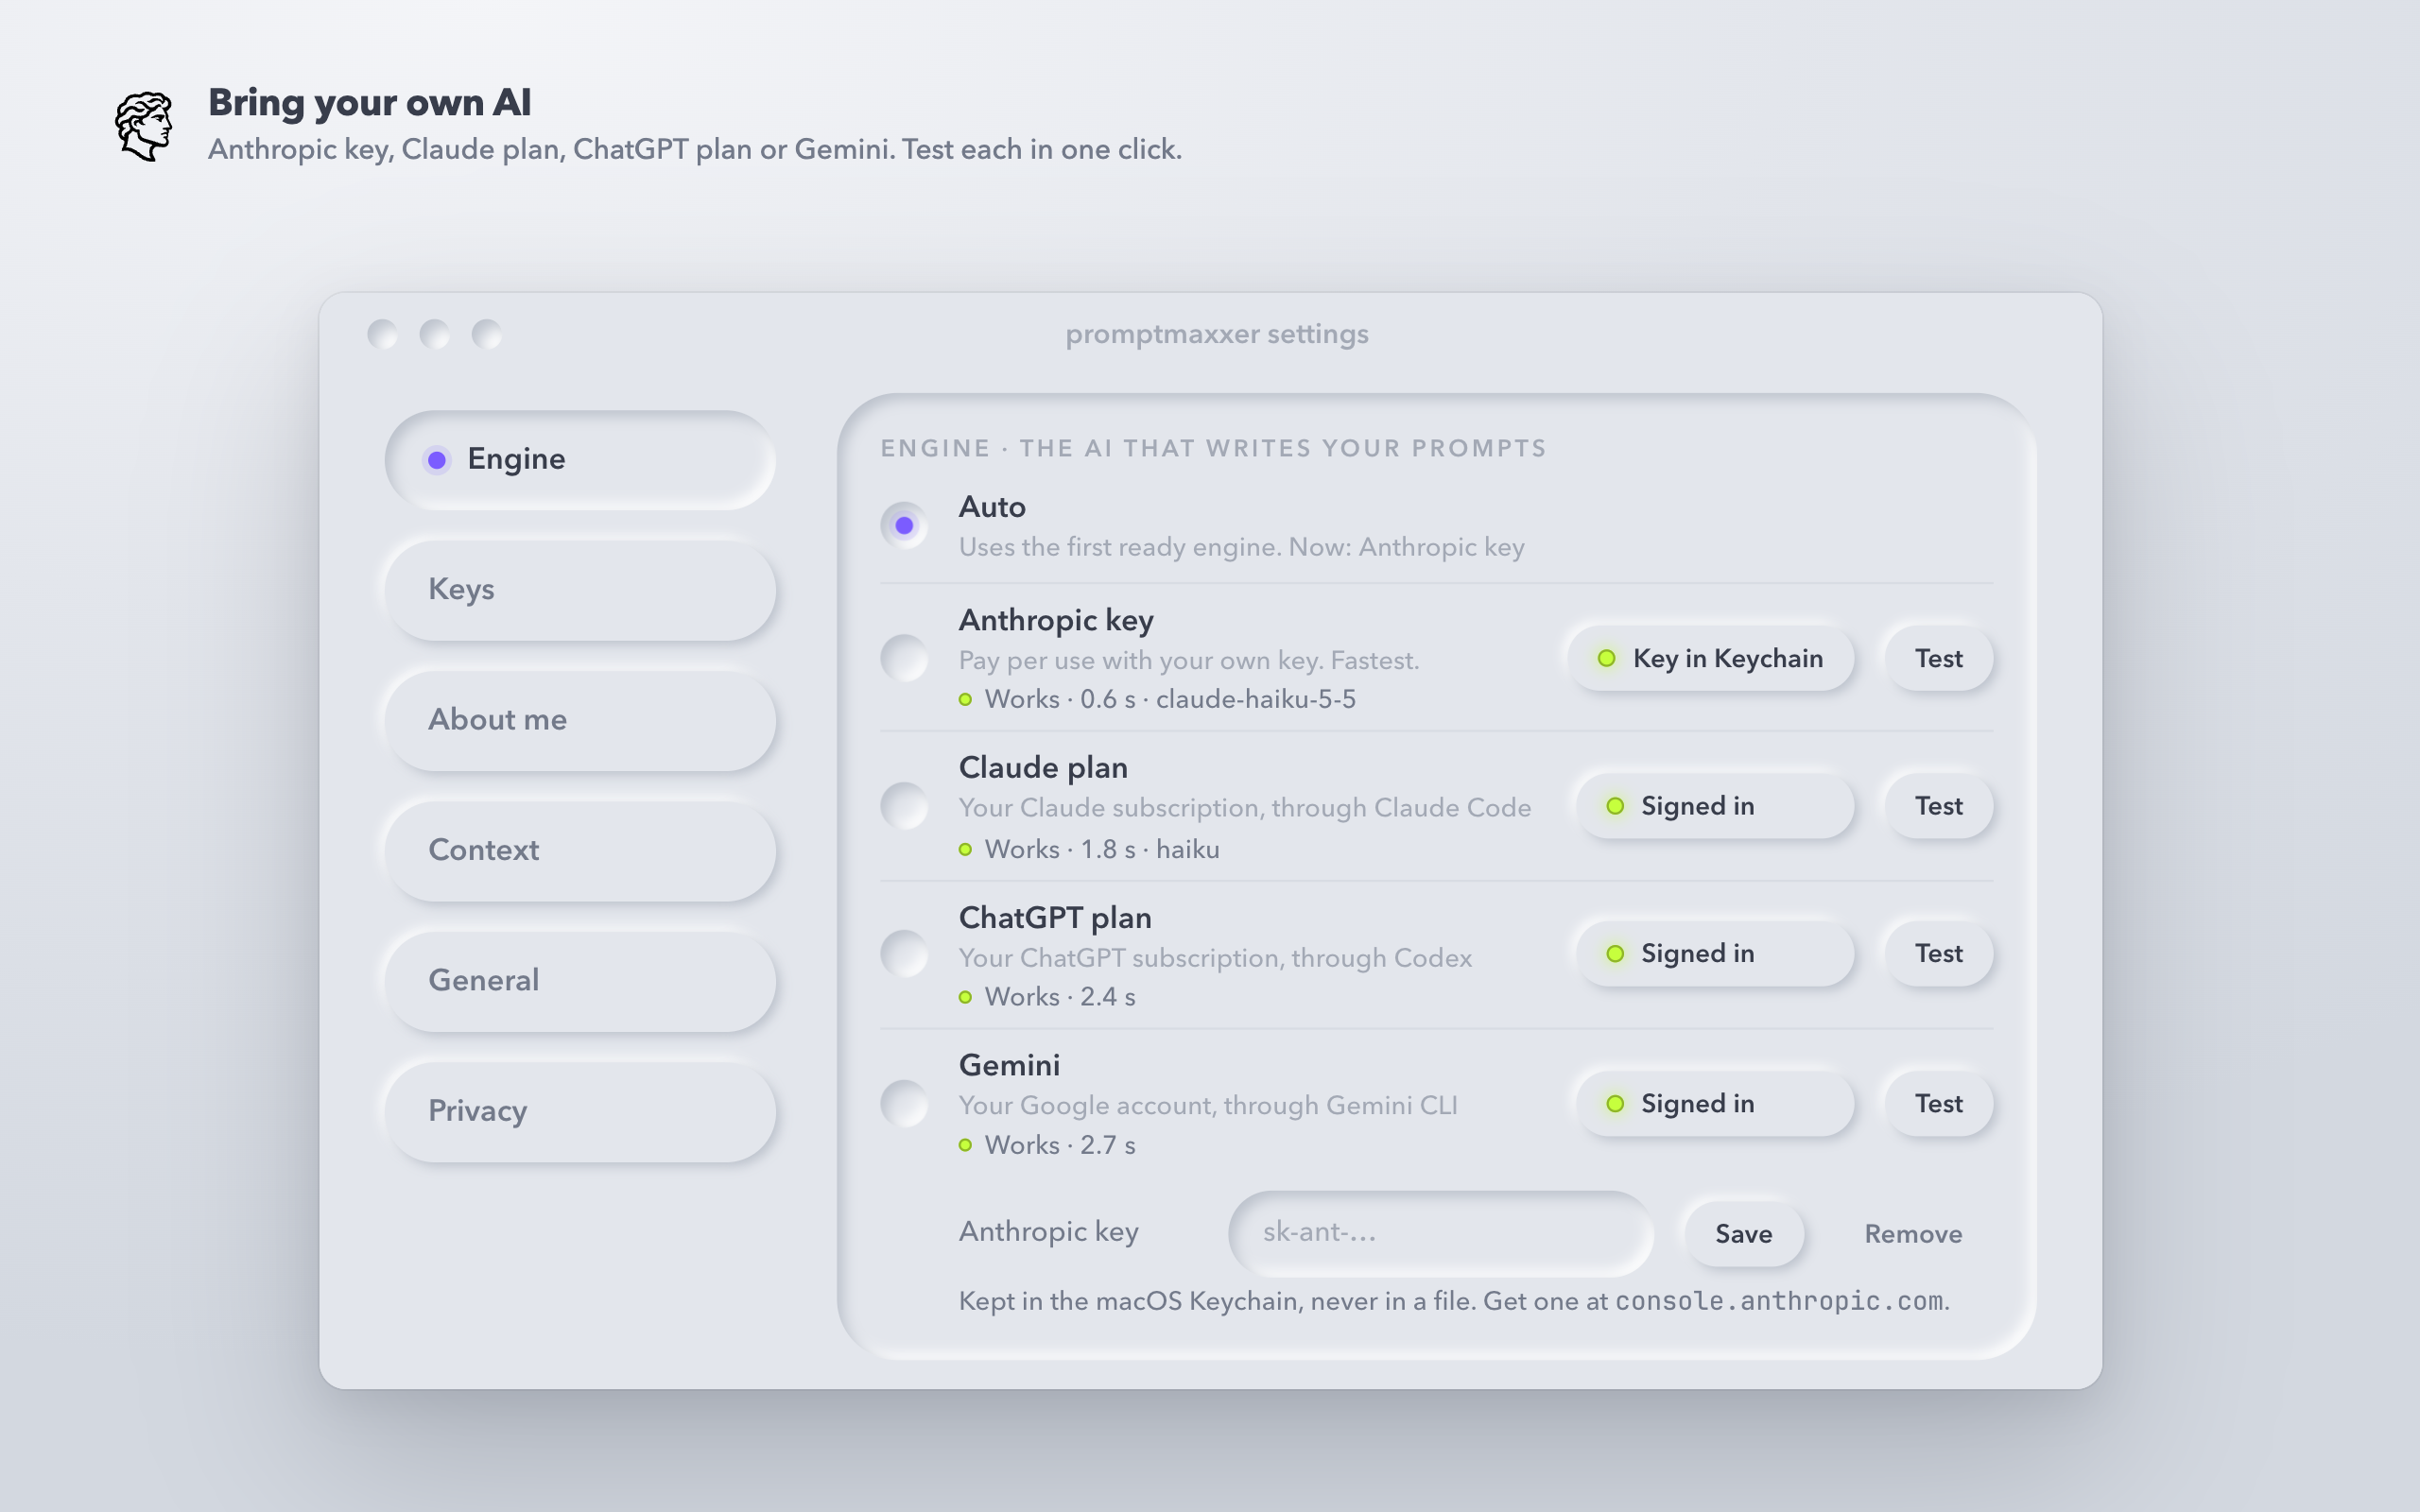 Bring your own AI
Anthropic key, Claude plan, ChatGPT plan or Gemini. Test each in one click.
promptmaxxer settings
Engine
Keys
About me
Context
General
Privacy
ENGINE · THE AI THAT WRITES YOUR PROMPTS
Auto
Uses the first ready engine. Now: Anthropic key
Anthropic key
Pay per use with your own key. Fastest.
Works · 0.6 s · claude-haiku-5-5
Key in Keychain
Test
Claude plan
Your Claude subscription, through Claude Code
Works · 1.8 s · haiku
Signed in
Test
ChatGPT plan
Your ChatGPT subscription, through Codex
Works · 2.4 s
Signed in
Test
Gemini
Your Google account, through Gemini CLI
Works · 2.7 s
Signed in
Test
Anthropic key
sk-ant-…
Save
Remove
Kept in the macOS Keychain, never in a file. Get one at console.anthropic.com.